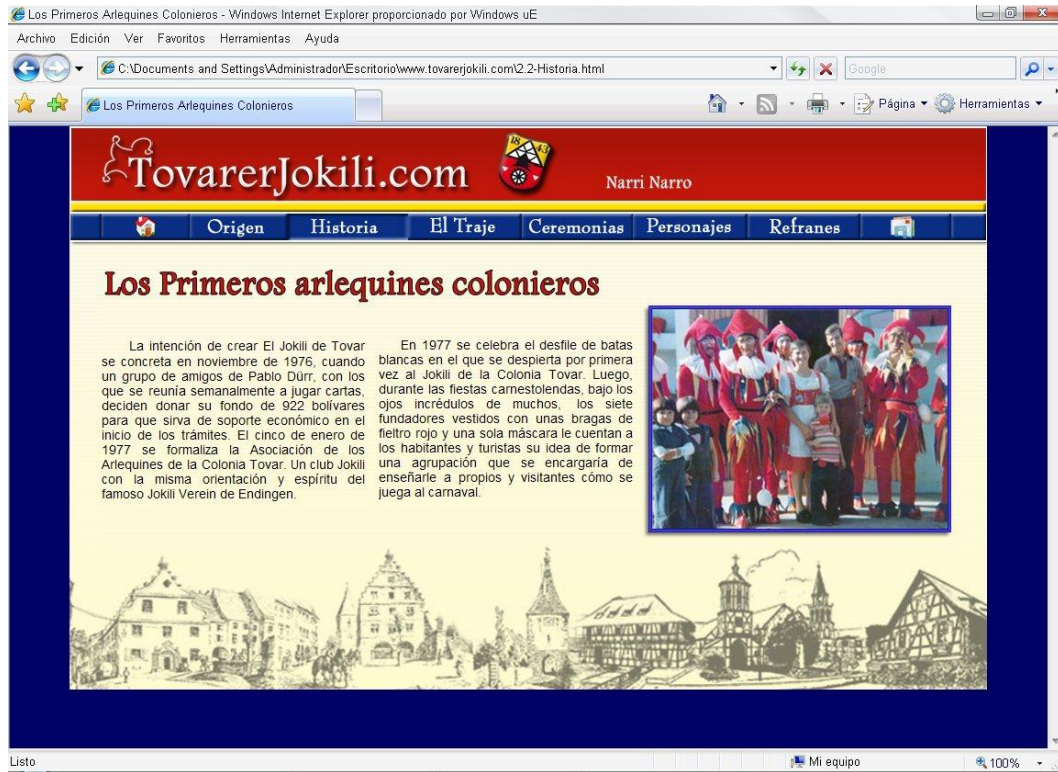 Los Primeros Arlequines Colonieros - Windows Internet Explorer proporcionado por Windows uE
Archivo Edición Ver Favoritos Herramientas Ayuda
C:\Documents and Settings\Administrador\Escritorio\www.tovarerjokili.com\2.2-Historia.html
Google
Los Primeros Arlequines Colonieros
Página
Herramientas
TovarerJokili.com
1843
Narri Narro
Origen Historia El Traje Ceremonias Personajes Refranes
Los Primeros arlequines colonieros
La intención de crear El Jokili de Tovar
se concreta en noviembre de 1976, cuando
un grupo de amigos de Pablo Dürr, con los
que se reunía semanalmente a jugar cartas,
deciden donar su fondo de 922 bolívares
para que sirva de soporte económico en el
inicio de los trámites. El cinco de enero de
1977 se formaliza la Asociación de los
Arlequines de la Colonia Tovar. Un club Jokili
con la misma orientación y espíritu del
famoso Jokili Verein de Endingen.
En 1977 se celebra el desfile de batas
blancas en el que se despierta por primera
vez al Jokili de la Colonia Tovar. Luego,
durante las fiestas carnestolendas, bajo los
ojos incrédulos de muchos, los siete
fundadores vestidos con unas bragas de
fieltro rojo y una sola máscara le cuentan a
los habitantes y turistas su idea de formar
una agrupación que se encargaría de
enseñarle a propios y visitantes cómo se
juega al carnaval.
Listo
Mi equipo
100%